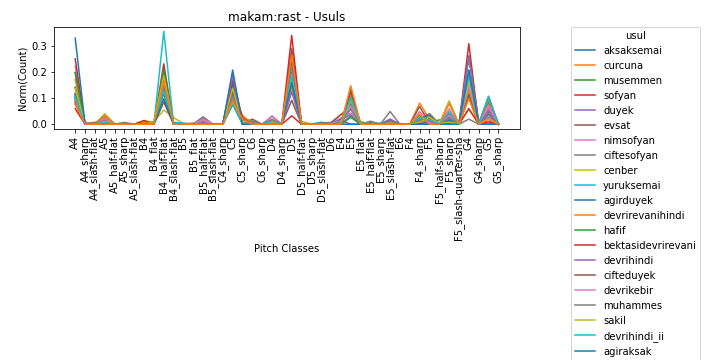 makam:rast - Usuls
Norm(Count)
0.3
0.2
0.1
0.0
A4
A4_sharp
A4_slash-flat
A5
A5_half-flat
A5_sharp
A5_slash-flat
B4
B4_flat
B4_half-flat
B4_slash-flat
B5
B5_flat
B5_half-flat
B5_slash-flat
C4_sharp
C5
C5_sharp
C6
C6_sharp
D4
D4_sharp
D5
D5_half-flat
D5_sharp
D5_slash-flat
D6
E4
E5
E5_flat
E5_half-flat
E5_sharp
E5_slash-flat
E6
F4
F4_sharp
F5
F5_half-sharp
F5_sharp
F5_slash-quarter-sha
G4
G4_sharp
G5
G5_sharp
Pitch Classes
usul
aksaksemai
curcuna
musemmen
sofyan
duyek
evsat
nimsofyan
ciftesofyan
cenber
yuruksemai
agirduyek
devrirevanihindi
hafif
bektasidevrirevani
devrihindi
cifteduyek
devrikebir
muhammes
sakil
devrihindi_ii
agiraksak